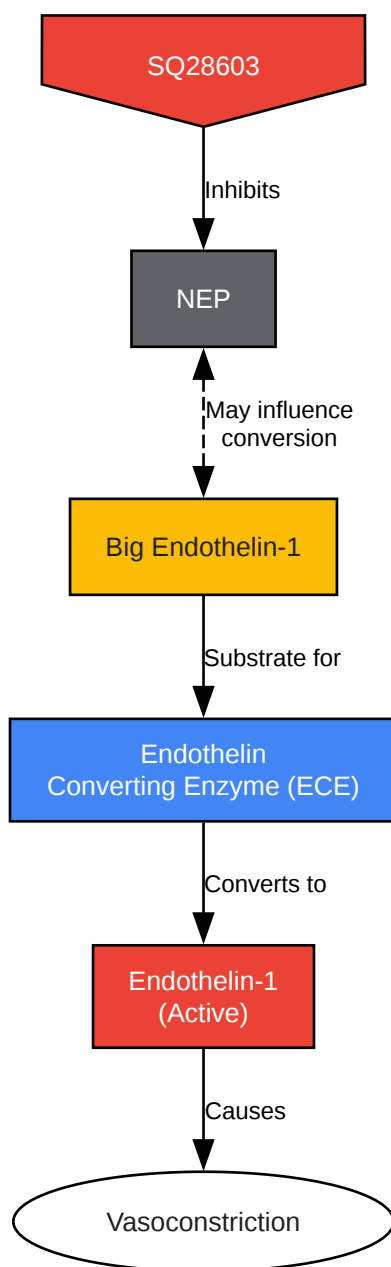 SQ28603
Inhibits
NEP
May influence
conversion
Big Endothelin-1
Substrate for
Endothelin
Converting Enzyme (ECE)
Converts to
Endothelin-1
(Active)
Causes
Vasoconstriction